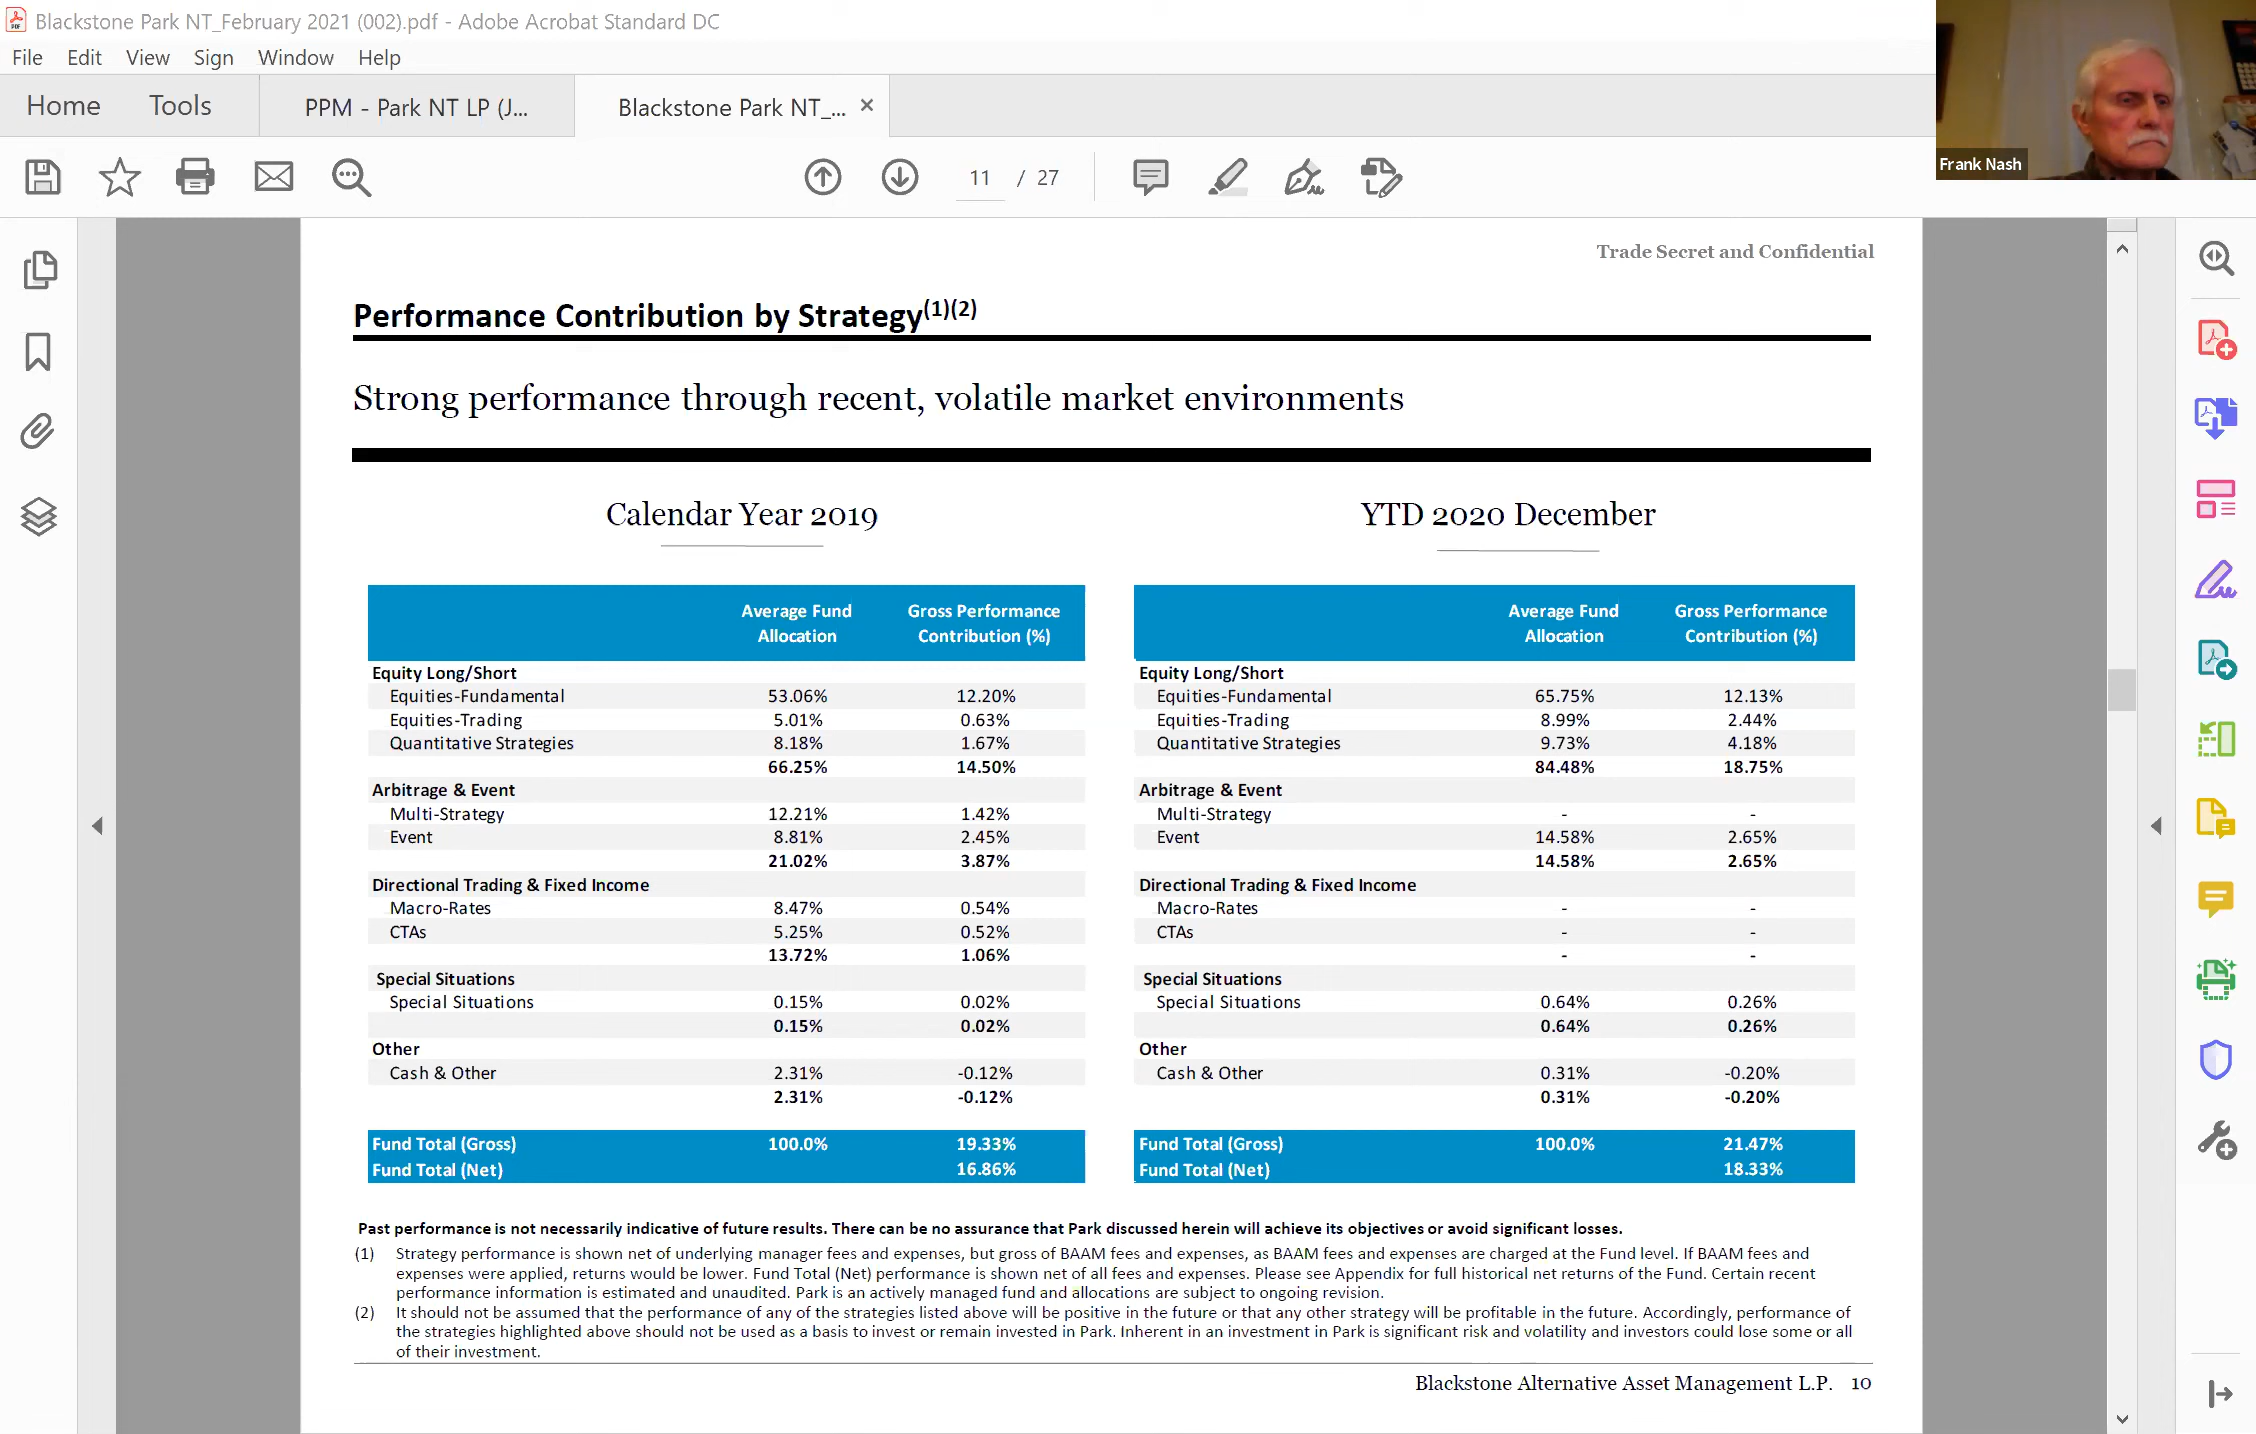 Blackstone Park NT_February 2021 (002).pdf - Adobe Acrobat Standard DC
File Edit View Sign Window Help
Home Tools PPM - Park NT LP (J... Blackstone Park NT_... ×
11 / 27
Frank Nash
Trade Secret and Confidential
Performance Contribution by Strategy(1)(2)
Strong performance through recent, volatile market environments
Calendar Year 2019
Average Fund Gross Performance
Allocation Contribution (%)
Equity Long/Short
Equities-Fundamental 53.06% 12.20%
Equities-Trading 5.01% 0.63%
Quantitative Strategies 8.18% 1.67%
66.25% 14.50%
Arbitrage & Event
Multi-Strategy 12.21% 1.42%
Event 8.81% 2.45%
21.02% 3.87%
Directional Trading & Fixed Income
Macro-Rates 8.47% 0.54%
CTAs 5.25% 0.52%
13.72% 1.06%
Special Situations
Special Situations 0.15% 0.02%
0.15% 0.02%
Other
Cash & Other 2.31% -0.12%
2.31% -0.12%
Fund Total (Gross) 100.0% 19.33%
Fund Total (Net) 16.86%
YTD 2020 December
Average Fund Gross Performance
Allocation Contribution (%)
Equity Long/Short
Equities-Fundamental 65.75% 12.13%
Equities-Trading 8.99% 2.44%
Quantitative Strategies 9.73% 4.18%
84.48% 18.75%
Arbitrage & Event
Multi-Strategy - -
Event 14.58% 2.65%
14.58% 2.65%
Directional Trading & Fixed Income
Macro-Rates - -
CTAs - -
- -
Special Situations
Special Situations 0.64% 0.26%
0.64% 0.26%
Other
Cash & Other 0.31% -0.20%
0.31% -0.20%
Fund Total (Gross) 100.0% 21.47%
Fund Total (Net) 18.33%
Past performance is not necessarily indicative of future results. There can be no assurance that Park discussed herein will achieve its objectives or avoid significant losses.
(1) Strategy performance is shown net of underlying manager fees and expenses, but gross of BAAM fees and expenses, as BAAM fees and expenses are charged at the Fund level. If BAAM fees and
expenses were applied, returns would be lower. Fund Total (Net) performance is shown net of all fees and expenses. Please see Appendix for full historical net returns of the Fund. Certain recent
performance information is estimated and unaudited. Park is an actively managed fund and allocations are subject to ongoing revision.
(2) It should not be assumed that the performance of any of the strategies listed above will be positive in the future or that any other strategy will be profitable in the future. Accordingly, performance of
the strategies highlighted above should not be used as a basis to invest or remain invested in Park. Inherent in an investment in Park is significant risk and volatility and investors could lose some or all
of their investment.
Blackstone Alternative Asset Management L.P. 10